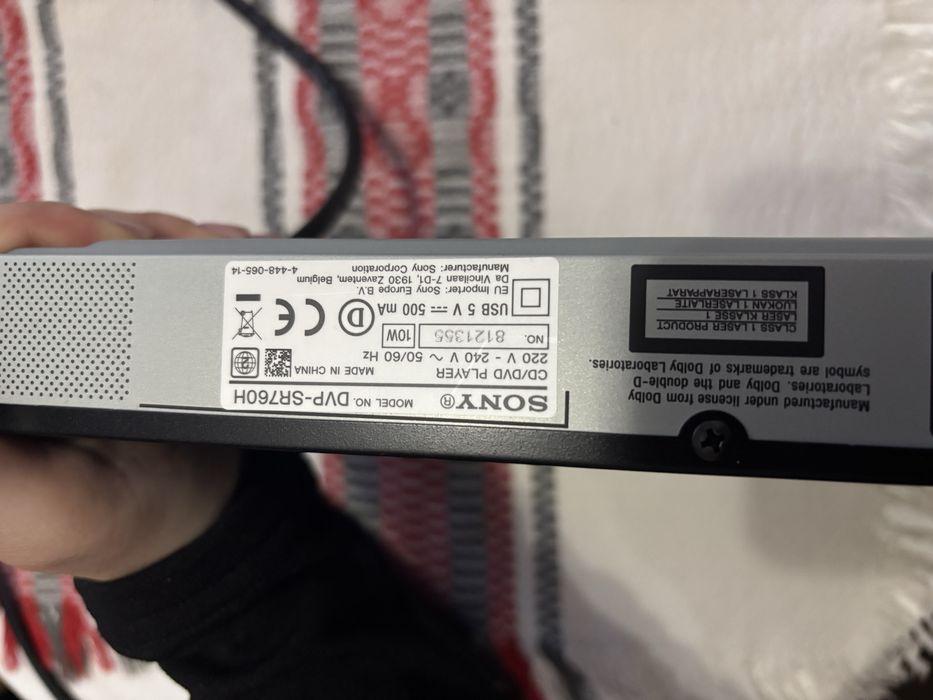 Manufactured under license from Dolby
Laboratories. Dolby and the double-D
symbol are trademarks of Dolby Laboratories.
CLASS 1 LASER PRODUCT
LASER KLASSE 1
LUOKAN 1 LASERLAITE
KLASS 1 LASERAPPARAT
SONY® MODEL NO. DVP-SR760H
CD/DVD PLAYER MADE IN CHINA
220 V - 240 V ~ 50/60 Hz
NO. 8121355 10W
USB 5 V ⎓ 500 mA D CE
EU Importer: Sony Europe B.V.
Da Vincilaan 7-D1, 1930 Zaventem, Belgium
Manufacturer: Sony Corporation 4-448-065-14
2